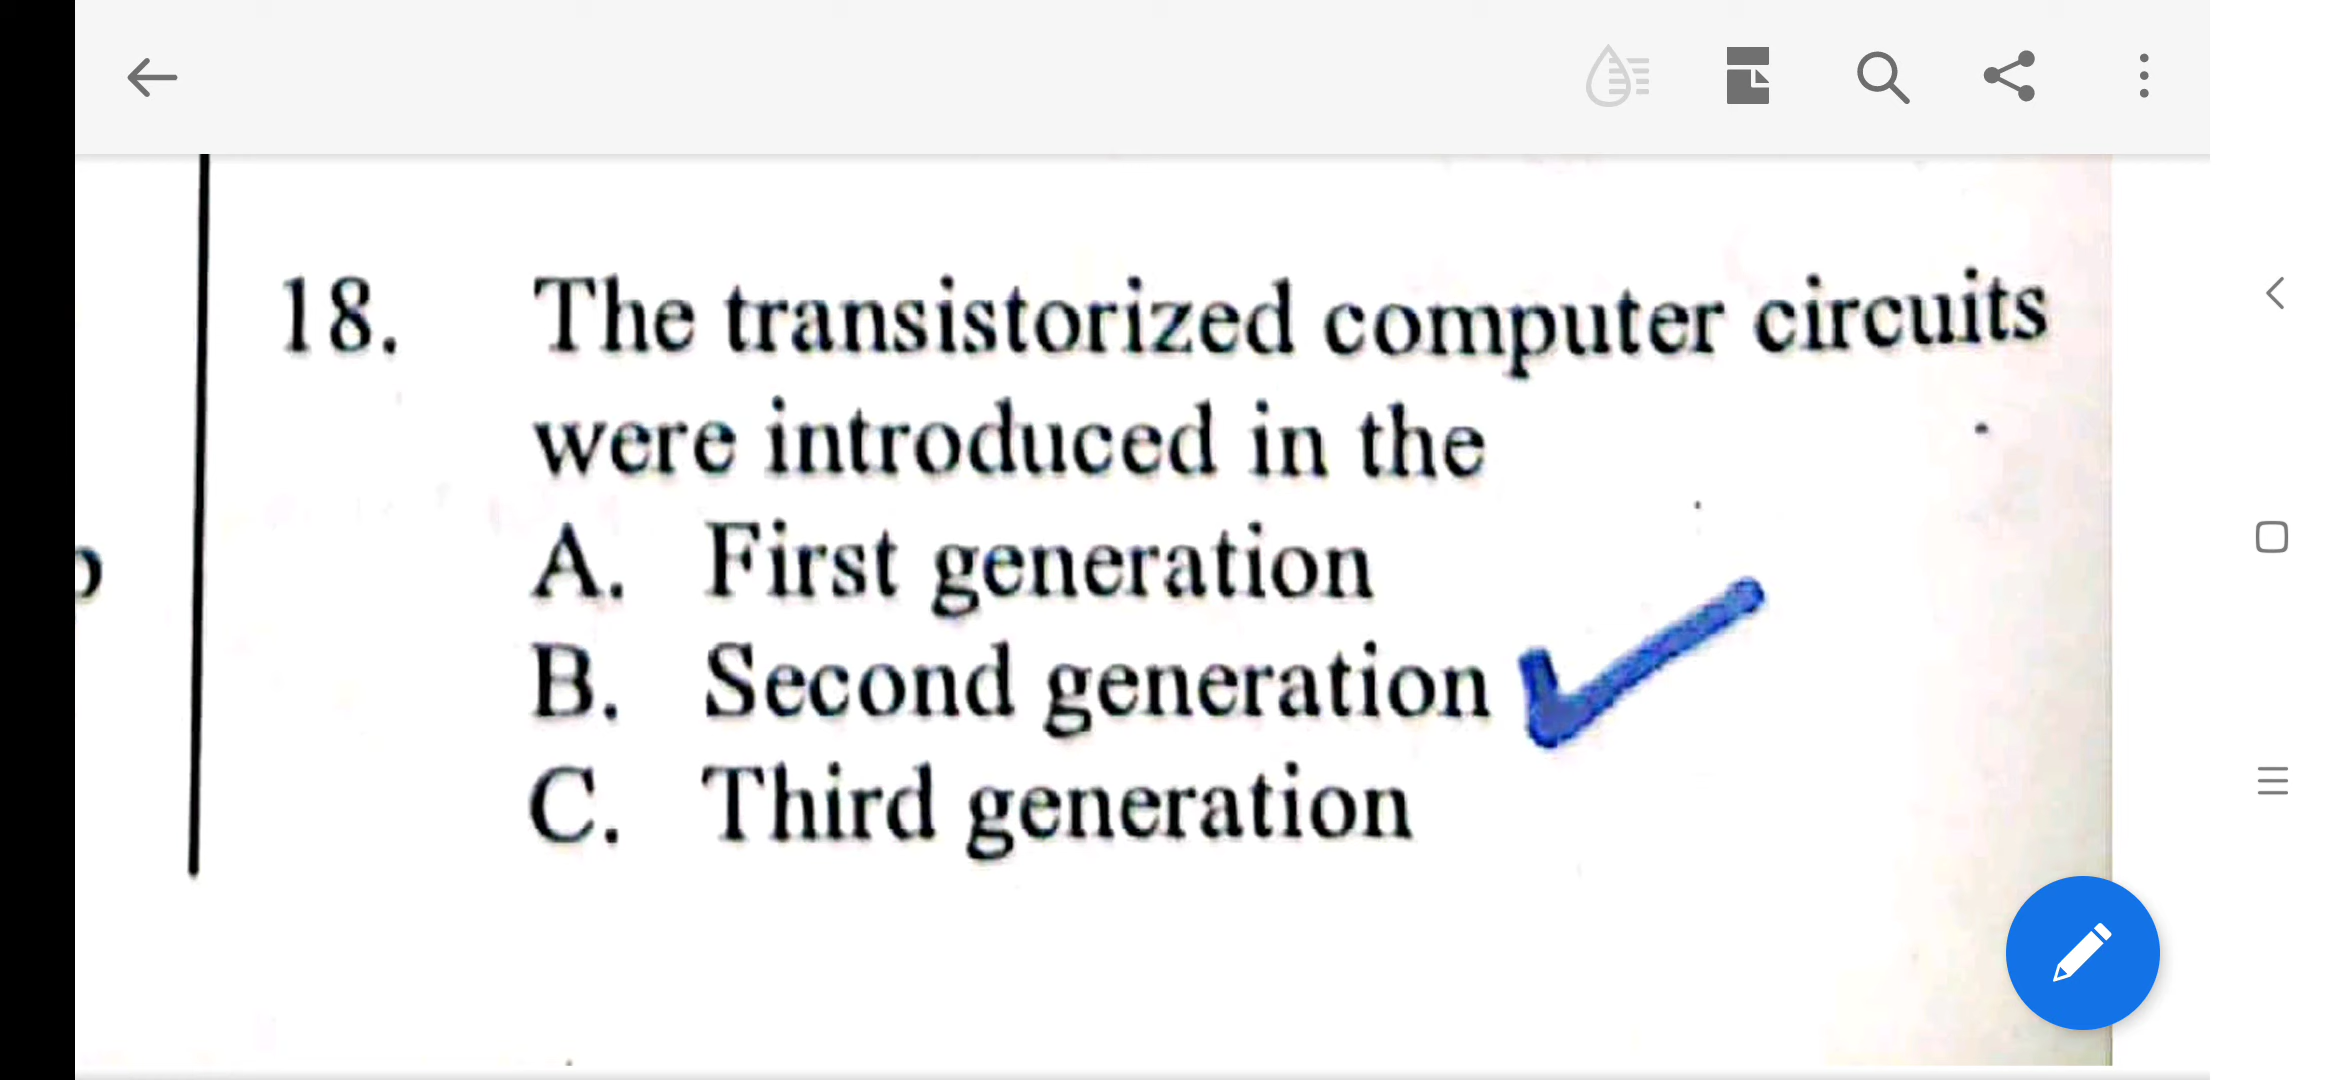 18. The transistorized computer circuits
were introduced in the
A. First generation
B. Second generation
C. Third generation